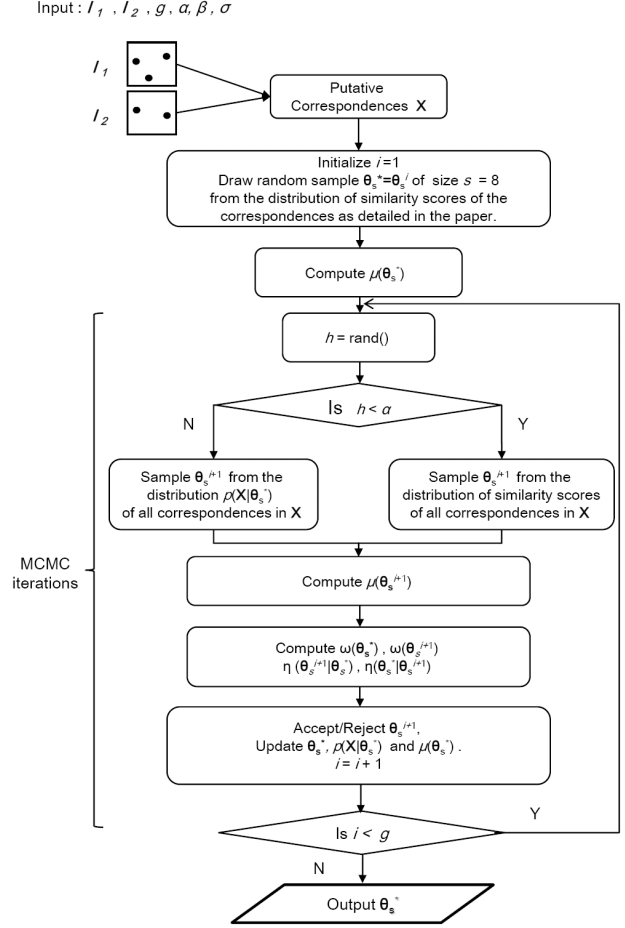 Input : I₁ , I₂ , g , α, β , σ
I₁
I₂
Putative
Correspondences X
Initialize i =1
Draw random sample θₛ*=θₛⁱ of size s = 8
from the distribution of similarity scores of the
correspondences as detailed in the paper.
Compute μ(θₛ*)
h = rand()
Is h < α
N
Y
Sample θₛⁱ⁺¹ from the
distribution p(X|θₛ*)
of all correspondences in X
Sample θₛⁱ⁺¹ from the
distribution of similarity scores
of all correspondences in X
MCMC
iterations
Compute μ(θₛⁱ⁺¹)
Compute ω(θₛ*) , ω(θₛⁱ⁺¹)
η (θₛⁱ⁺¹|θₛ*) , η(θₛ*|θₛⁱ⁺¹)
Accept/Reject θₛⁱ⁺¹,
Update θₛ*, p(X|θₛ*) and μ(θₛ*) .
i = i + 1
Is i < g
Y
N
Output θₛ*